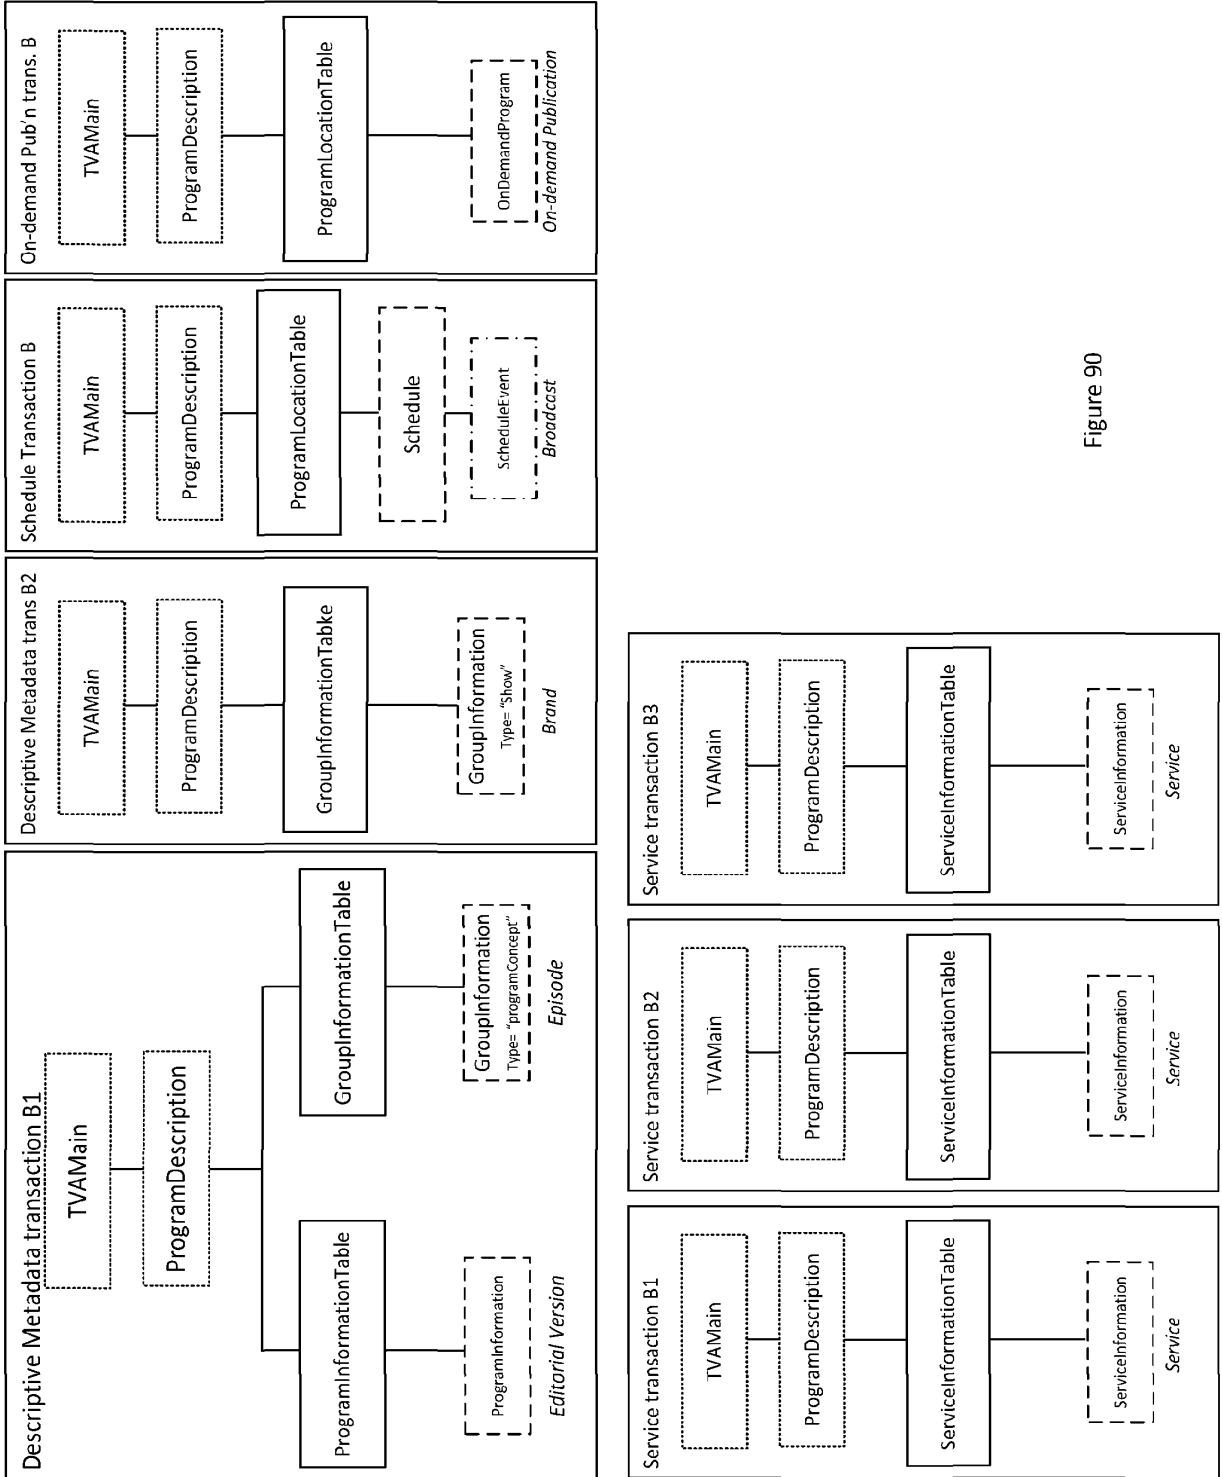 Descriptive Metadata transaction B1
TVAMain
ProgramDescription
ProgramInformationTable
GroupInformationTable
ProgramInformation
GroupInformation
Type= “programConcept”
Editorial Version
Episode
Descriptive Metadata trans B2
TVAMain
ProgramDescription
GroupInformationTabke
GroupInformation
Type= “Show”
Brand
Schedule Transaction B
TVAMain
ProgramDescription
ProgramLocationTable
Schedule
ScheduleEvent
Broadcast
On-demand Pub’n trans. B
TVAMain
ProgramDescription
ProgramLocationTable
OnDemandProgram
On-demand Publication
Service transaction B1
TVAMain
ProgramDescription
ServiceInformationTable
ServiceInformation
Service
Service transaction B2
TVAMain
ProgramDescription
ServiceInformationTable
ServiceInformation
Service
Service transaction B3
TVAMain
ProgramDescription
ServiceInformationTable
ServiceInformation
Service
Figure 90